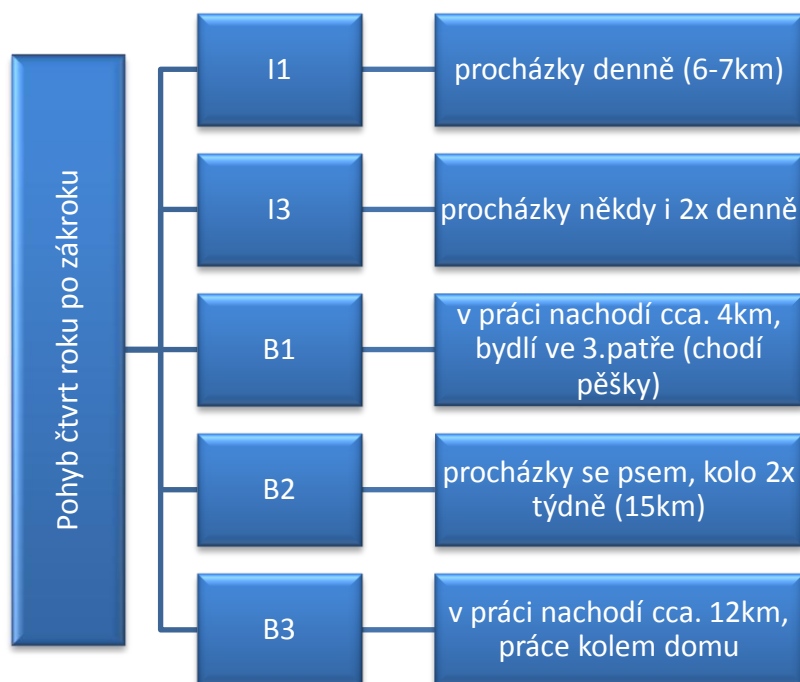 Pohyb čtvrt roku po zákroku
I1
procházky denně (6-7km)
I3
procházky někdy i 2x denně
B1
v práci nachodí cca. 4km,
bydlí ve 3.patře (chodí
pěšky)
B2
procházky se psem, kolo 2x
týdně (15km)
B3
v práci nachodí cca. 12km,
práce kolem domu